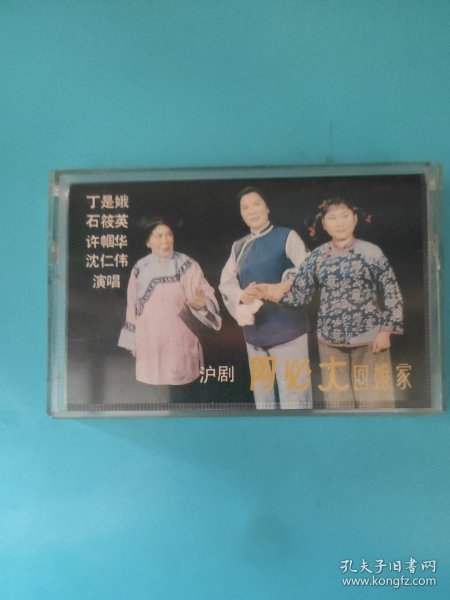 丁是娥
石筱英
许帼华
沈仁伟
演唱
沪剧 阿必大回娘家
孔夫子旧书网
www.kongfz.com